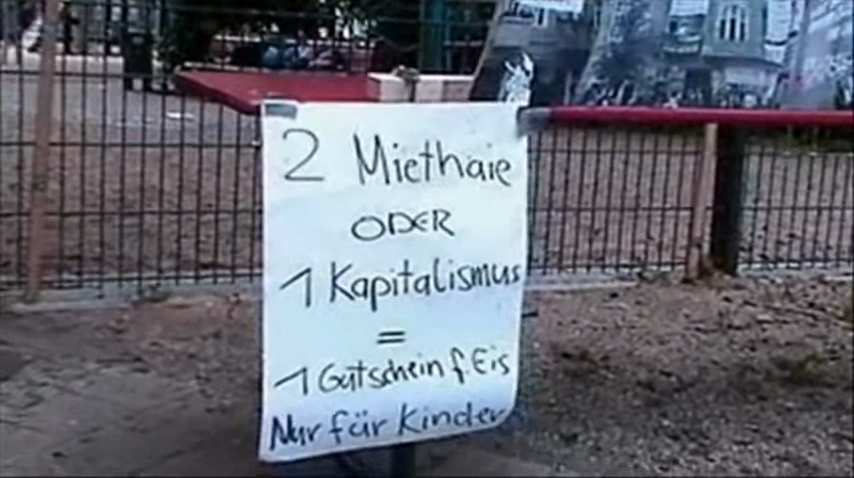 2 Miethaie
ODER
1 Kapitalismus
=
1 Gutschein f. Eis
Nur für Kinder